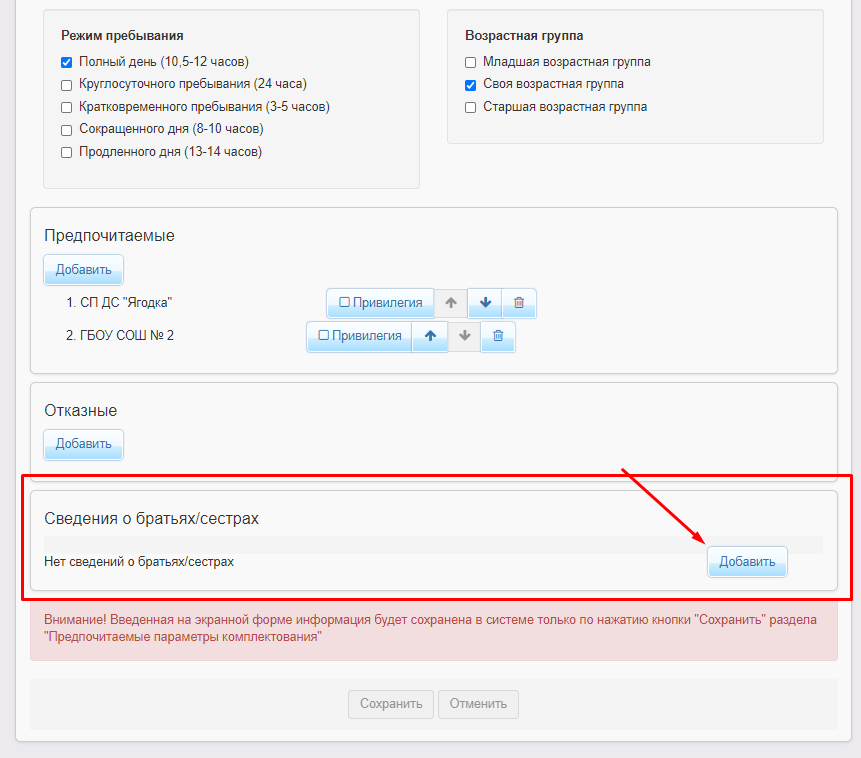 Режим пребывания
Полный день (10,5-12 часов)
Круглосуточного пребывания (24 часа)
Кратковременного пребывания (3-5 часов)
Сокращенного дня (8-10 часов)
Продленного дня (13-14 часов)
Возрастная группа
Младшая возрастная группа
Своя возрастная группа
Старшая возрастная группа
Предпочитаемые
Добавить
1. СП ДС "Ягодка" Привилегия
2. ГБОУ СОШ № 2 Привилегия
Отказные
Добавить
Сведения о братьях/сестрах
Нет сведений о братьях/сестрах Добавить
Внимание! Введенная на экранной форме информация будет сохранена в системе только по нажатию кнопки "Сохранить" раздела
"Предпочитаемые параметры комплектования"
Сохранить Отменить